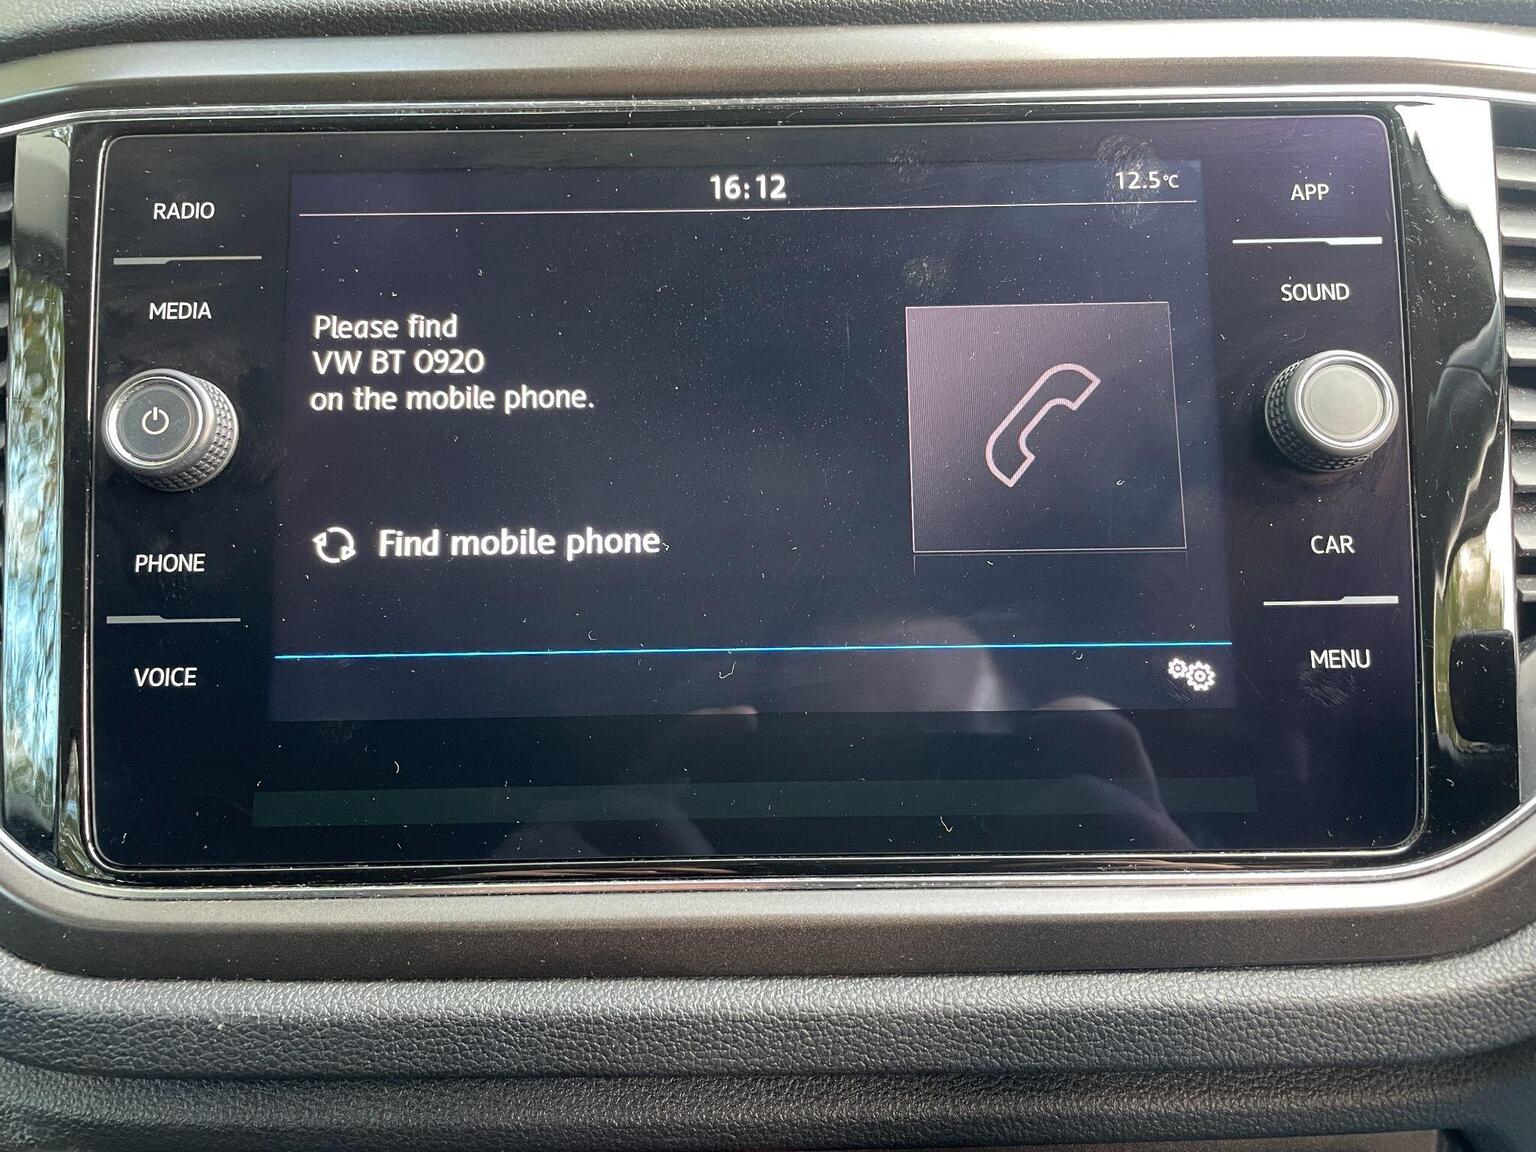 16:12
12.5°C
RADIO
MEDIA
PHONE
VOICE
Please find
VW BT 0920
on the mobile phone.
Find mobile phone
APP
SOUND
CAR
MENU